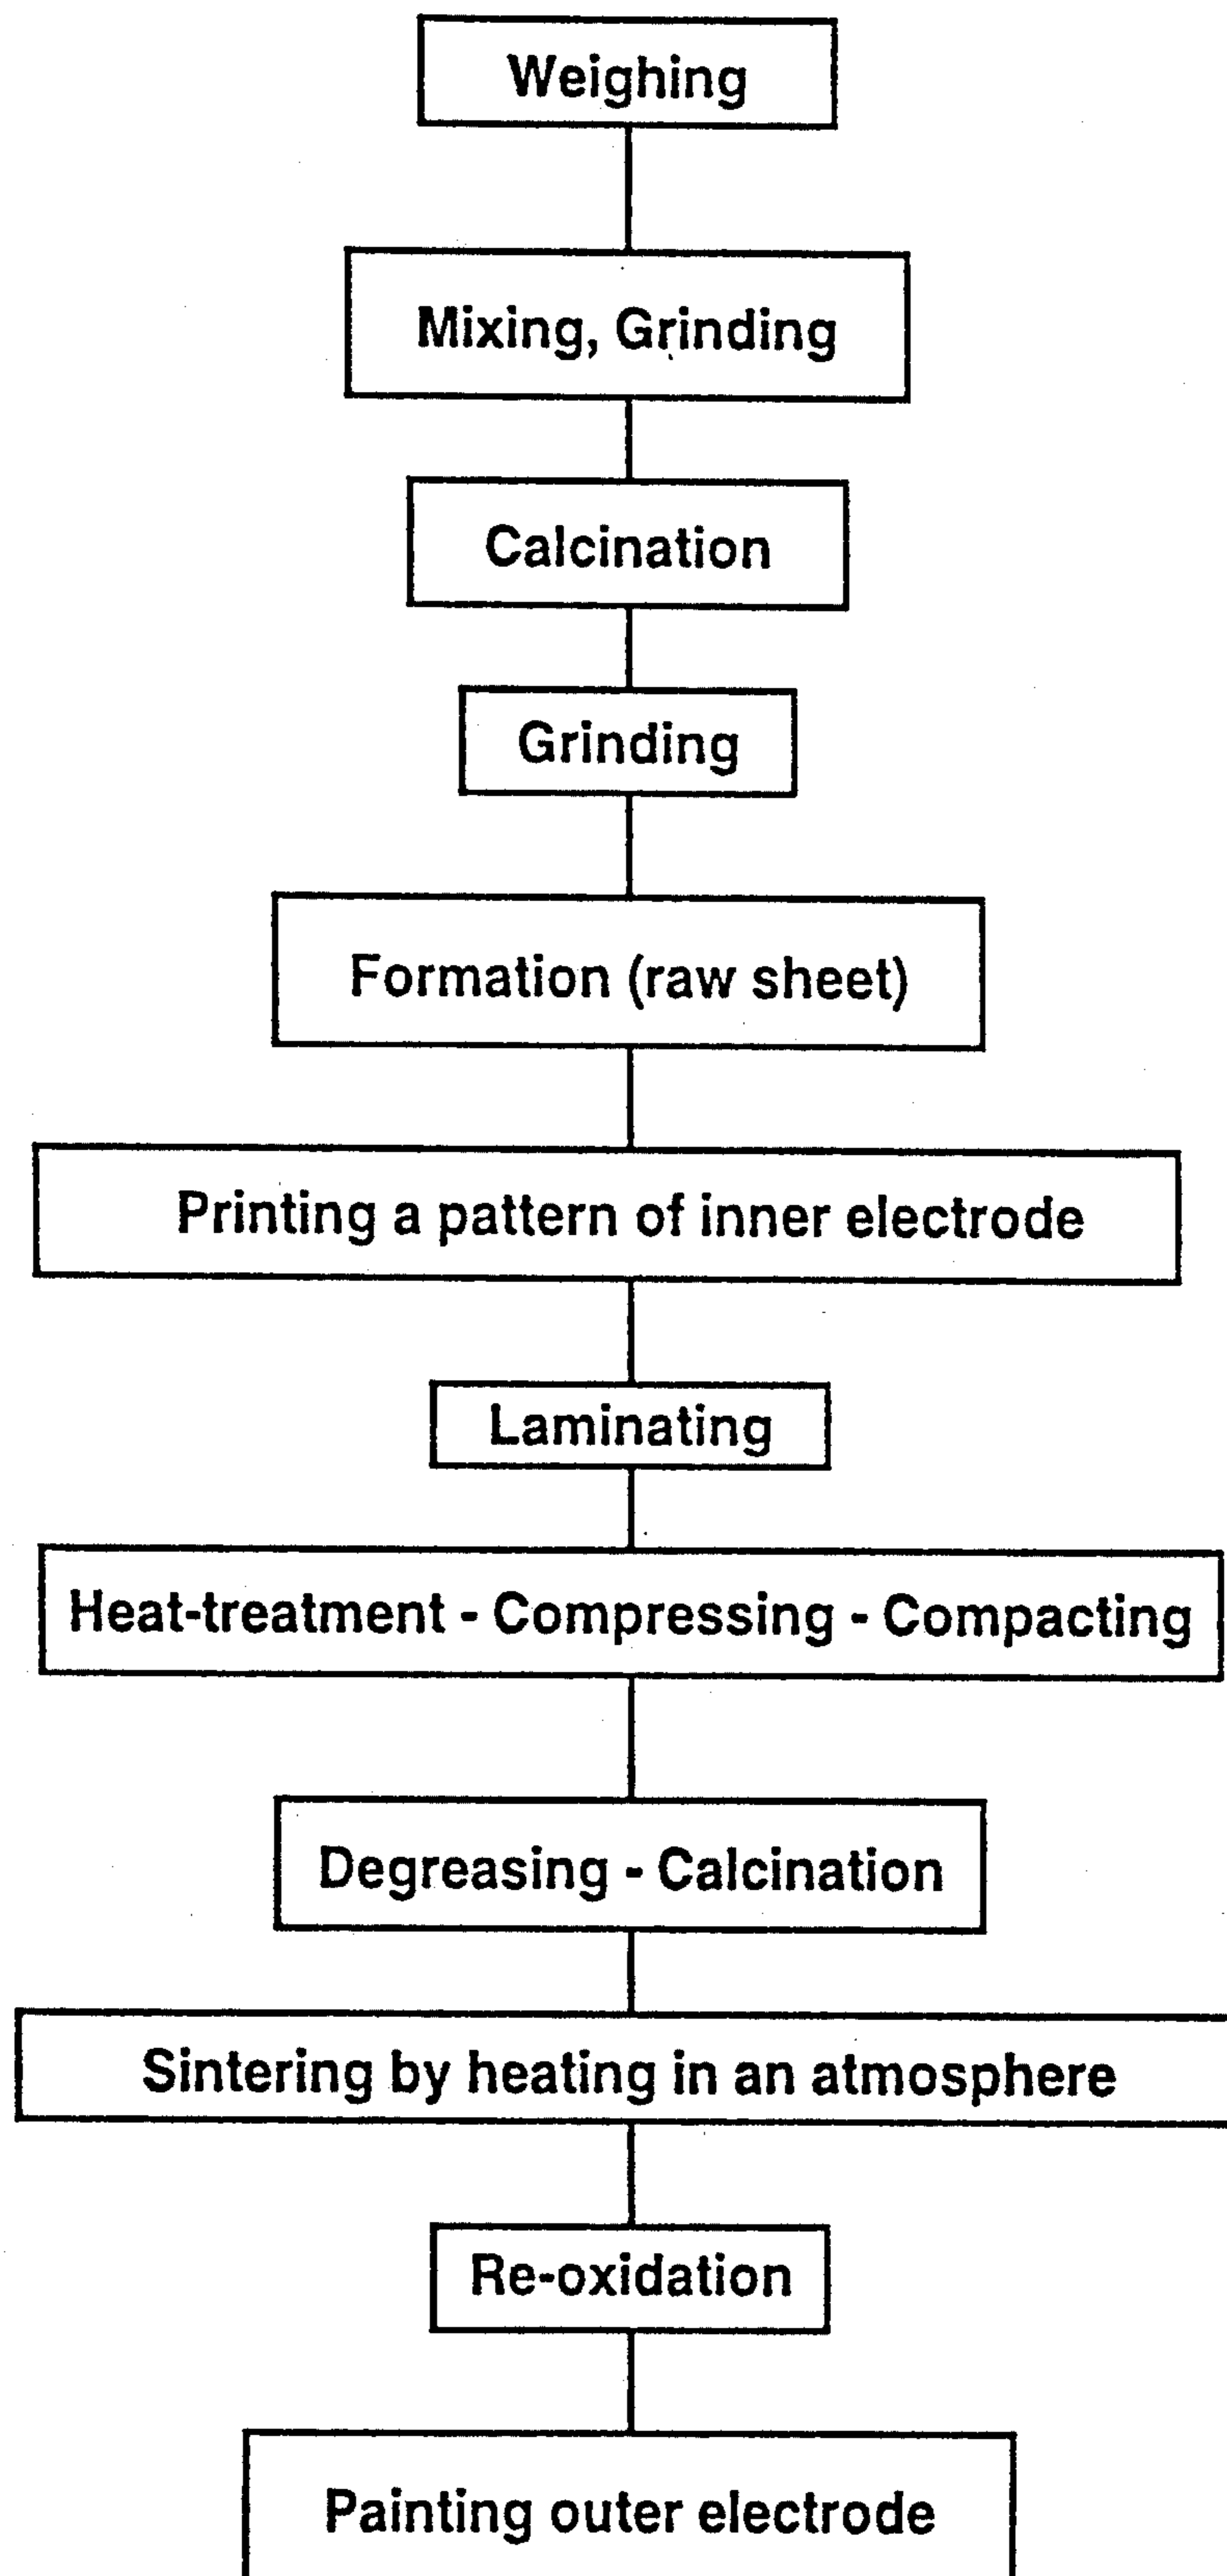 Weighing
Mixing, Grinding
Calcination
Grinding
Formation (raw sheet)
Printing a pattern of inner electrode
Laminating
Heat-treatment - Compressing - Compacting
Degreasing - Calcination
Sintering by heating in an atmosphere
Re-oxidation
Painting outer electrode